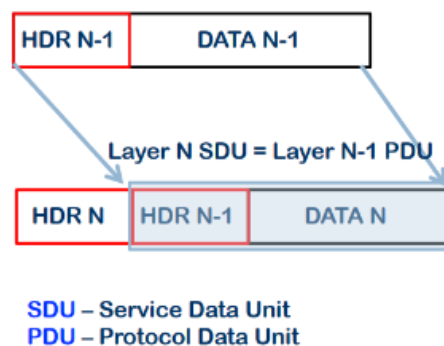 HDR N-1 DATA N-1
Layer N SDU = Layer N-1 PDU
HDR N HDR N-1 DATA N
SDU – Service Data Unit
PDU – Protocol Data Unit